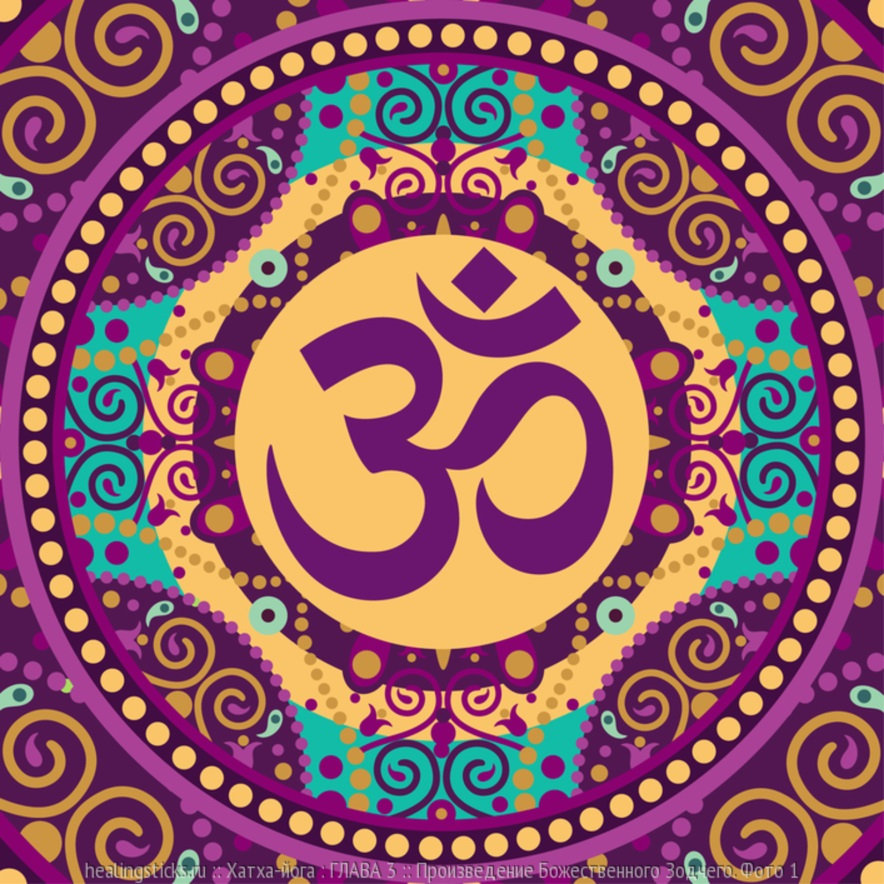 ॐ
healingsticks.ru :: Хатха-йога : ГЛАВА 3 :: Произведение Божественного Зодчего. Фото 1